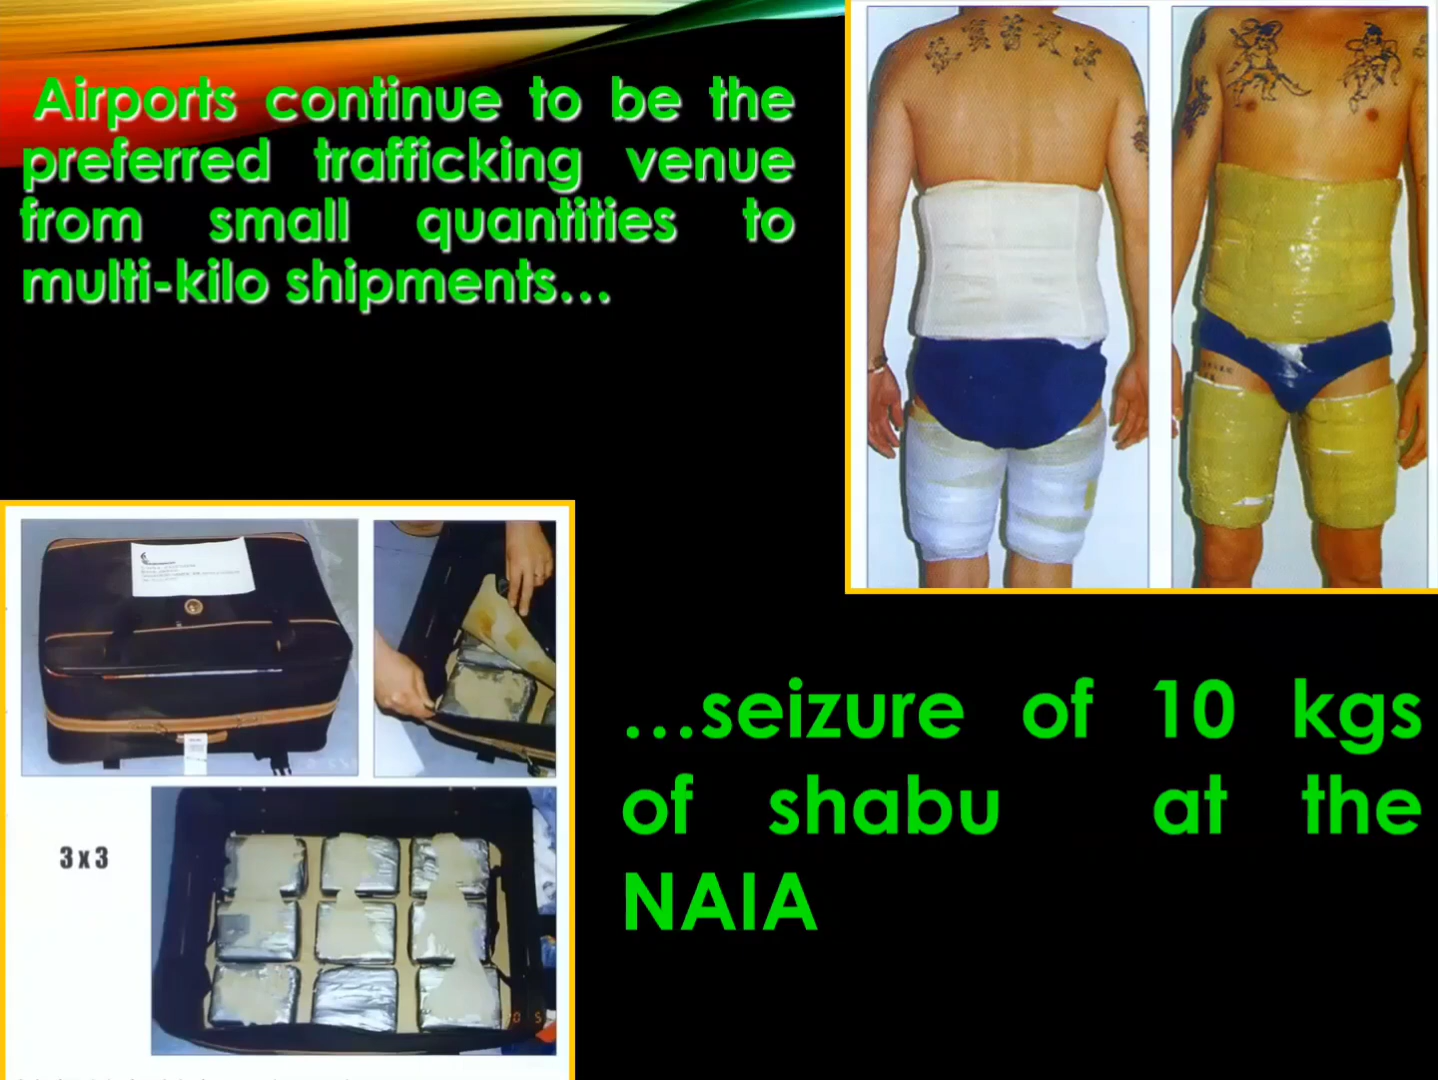 Airports continue to be the
preferred trafficking venue
from small quantities to
multi-kilo shipments...
3 x 3
...seizure of 10 kgs
of shabu at the
NAIA